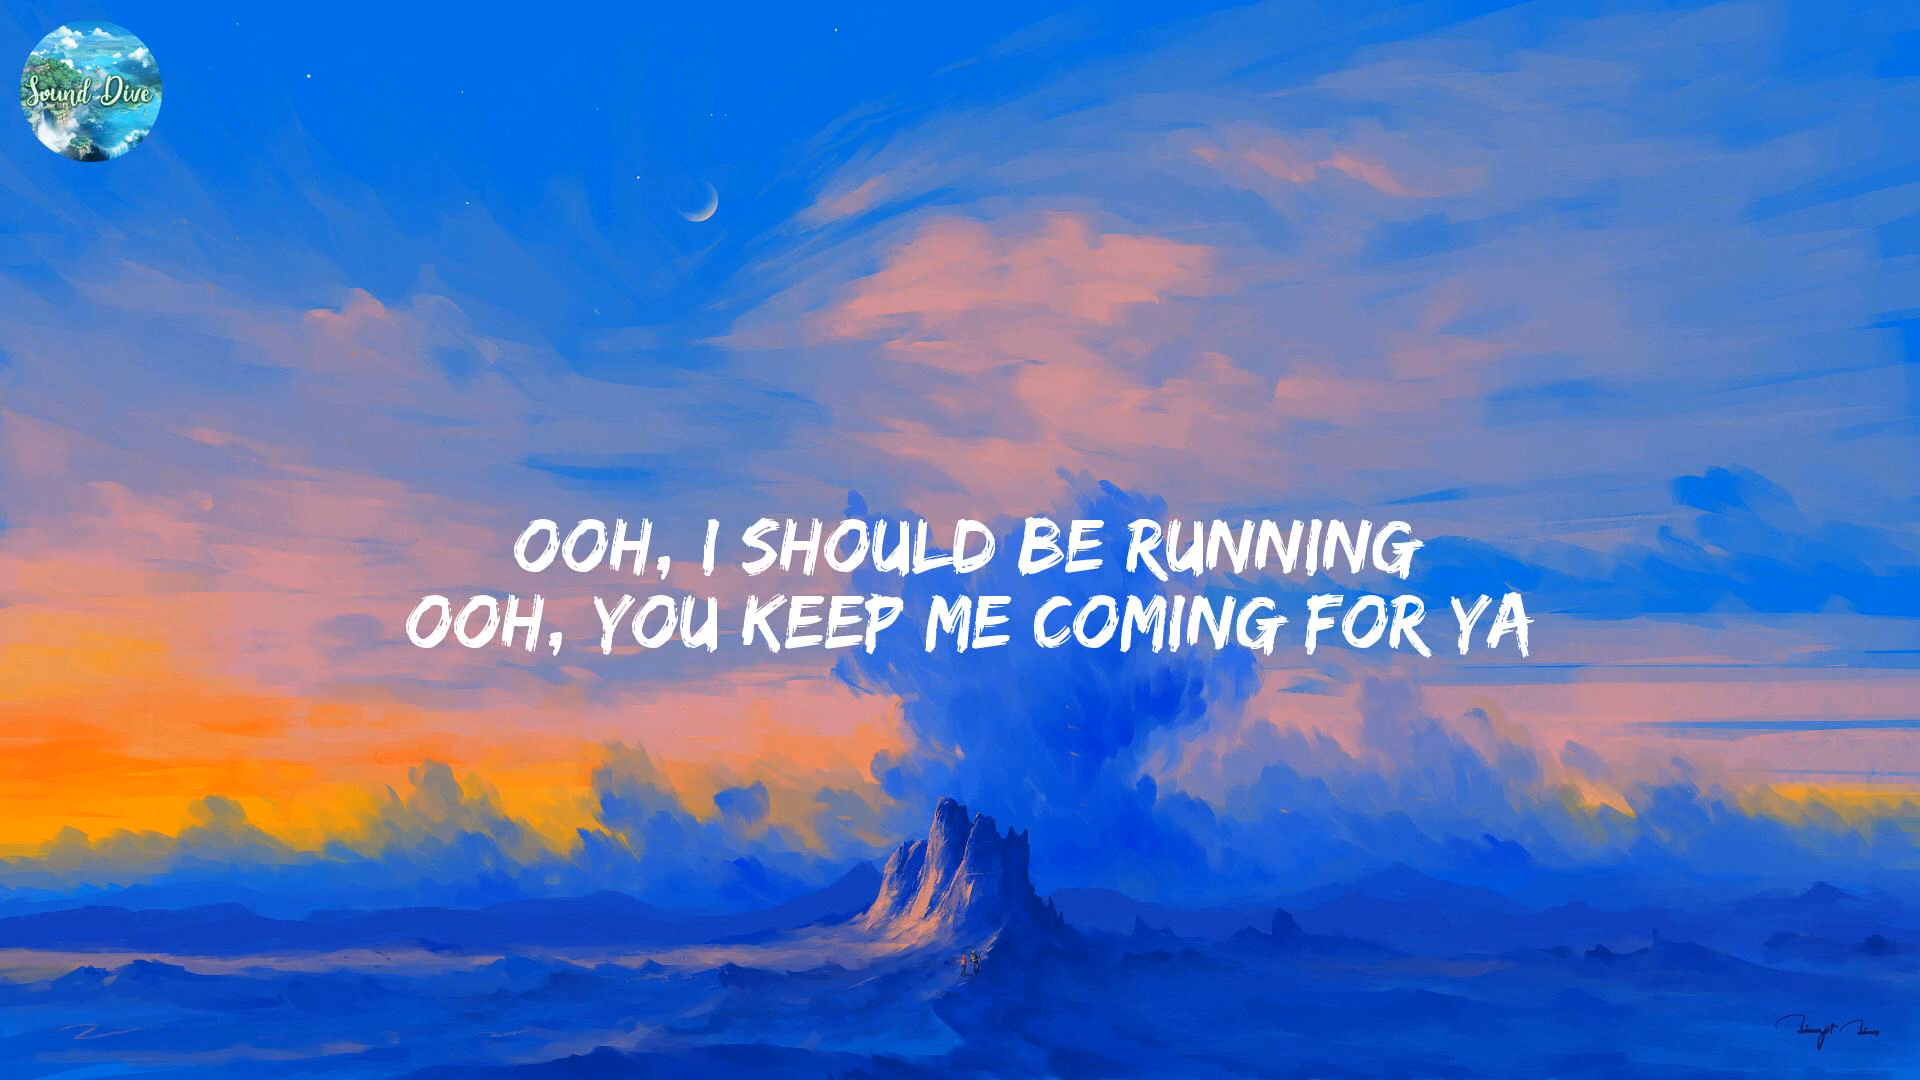 Sound Dive
OOH, I SHOULD BE RUNNING
OOH, YOU KEEP ME COMING FOR YA